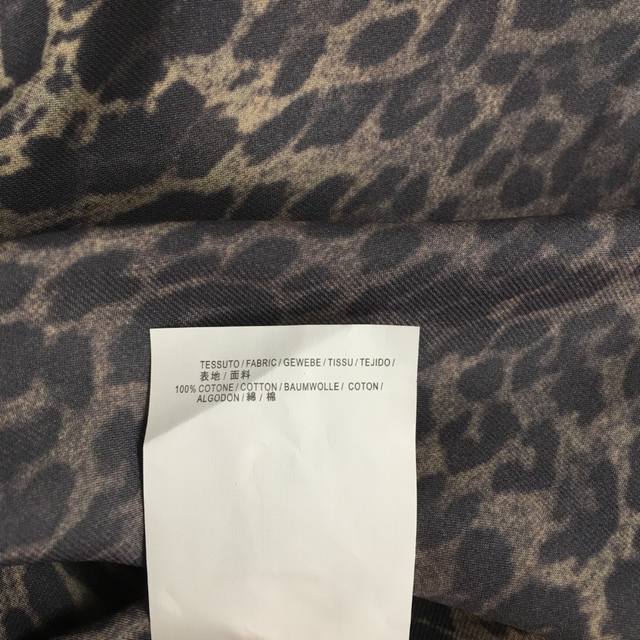 TESSUTO / FABRIC / GEWEBE / TISSU / TEJIDO /
表地 / 面料
100% COTONE / COTTON / BAUMWOLLE / COTON /
ALGODON / 綿 / 棉